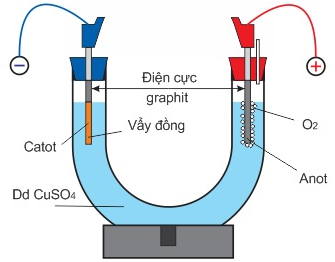 Điện cực
graphit
O₂
Vẩy đồng
Catot
Anot
Dd CuSO₄